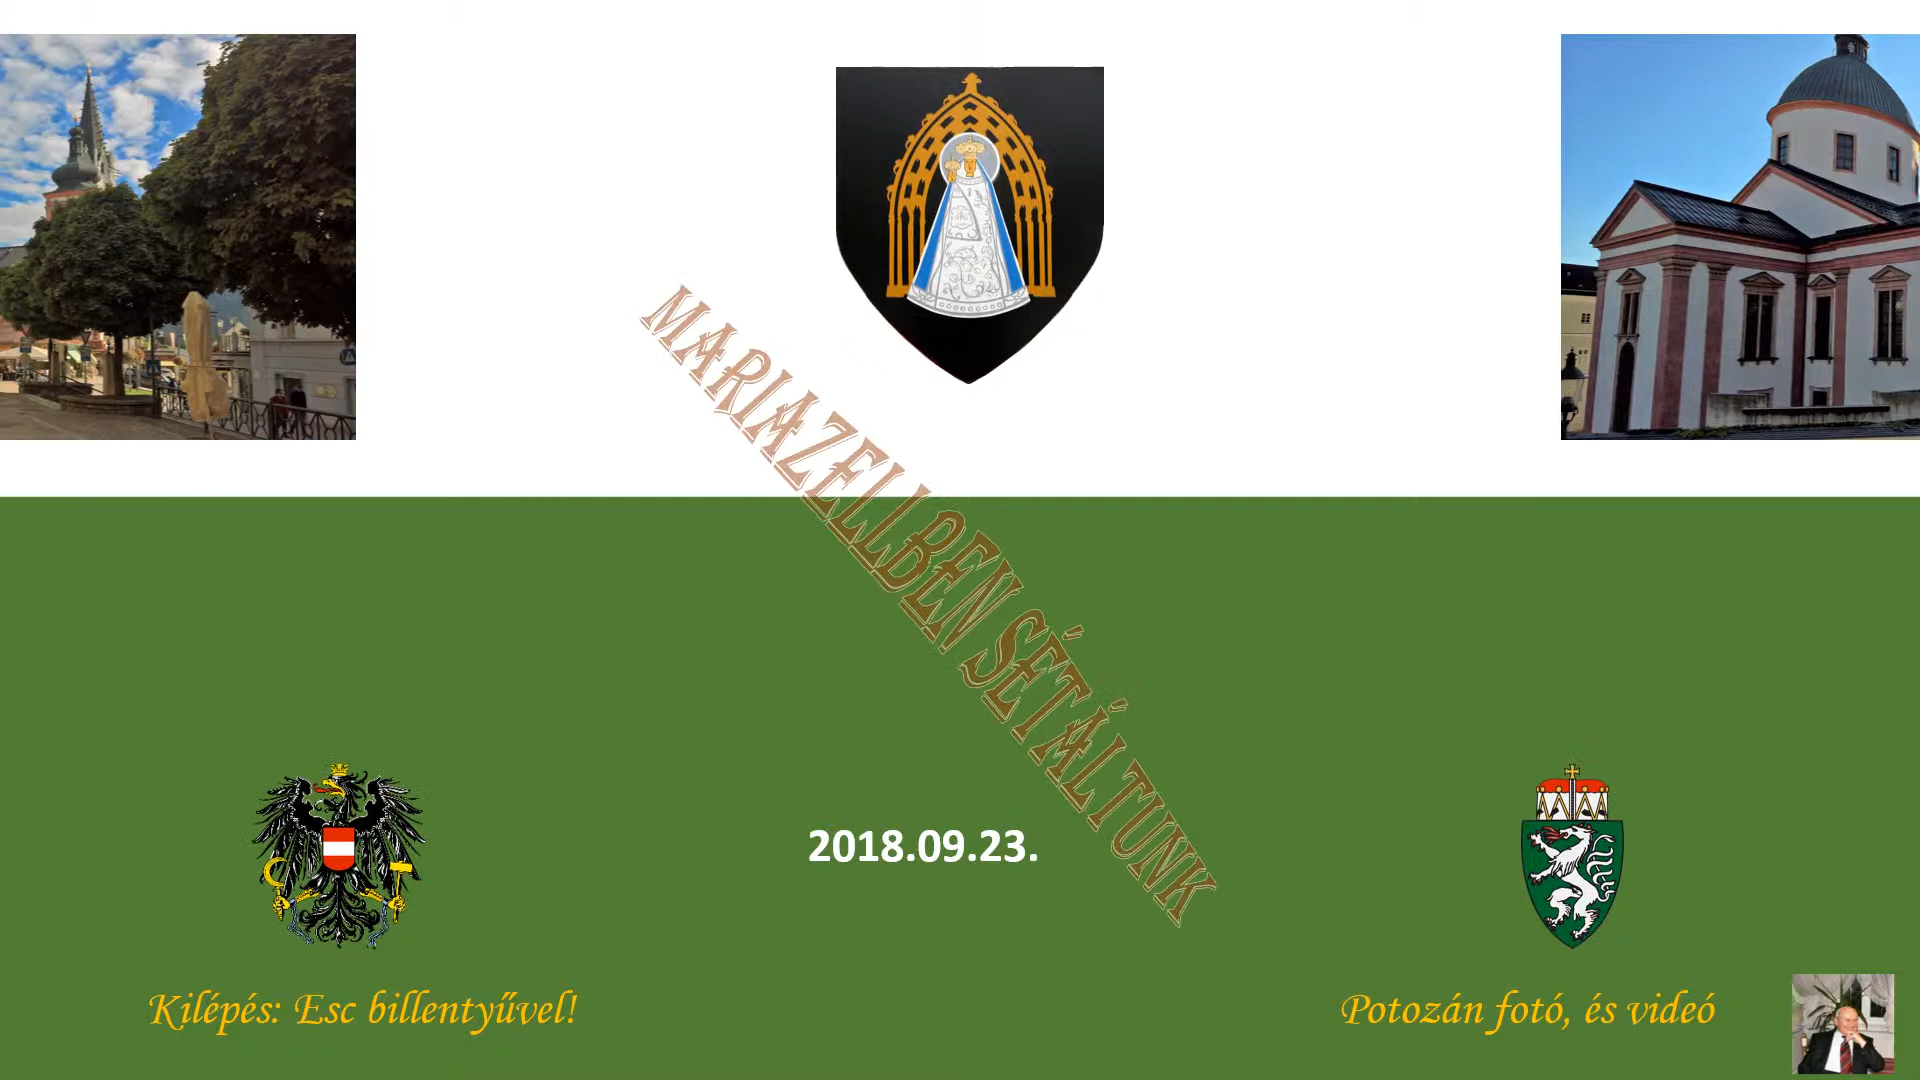 MARIAZELLBEN SÉTÁLTUNK
2018.09.23.
Kilépés: Esc billentyűvel!
Potozán fotó, és videó